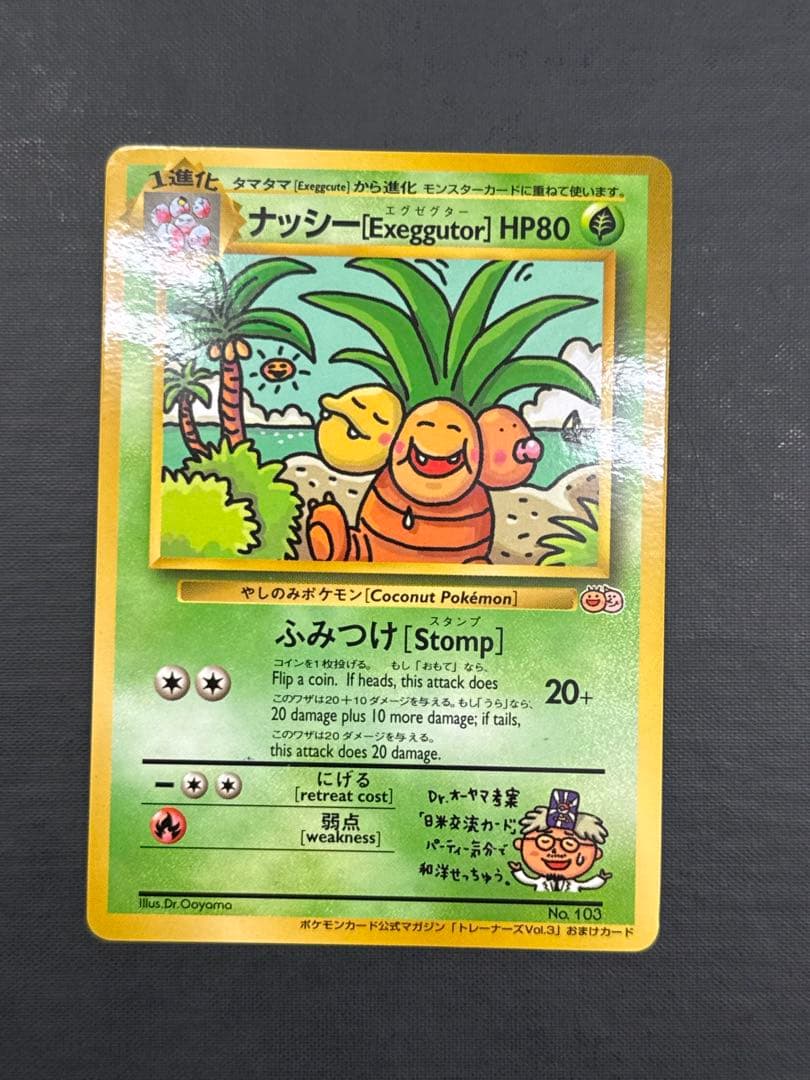 1進化
タマタマ[Exeggcute]から進化 モンスターカードに重ねて使います。
エグゼグター
ナッシー[Exeggutor] HP80
やしのみポケモン[Coconut Pokémon]
スタンプ
ふみつけ[Stomp]
コインを1枚投げる。 もし「おもて」なら、
Flip a coin. If heads, this attack does
20+
このワザは20+10ダメージを与える。もし「うら」なら、
20 damage plus 10 more damage; if tails,
このワザは20ダメージを与える。
this attack does 20 damage.
にげる
[retreat cost]
弱点
[weakness]
Dr.オーヤマ考案
「日米交流カード」
パーティー気分で
和洋せっちゅう。
Illus.Dr.Ooyama
No. 103
ポケモンカード公式マガジン「トレーナーズVol.3」おまけカード